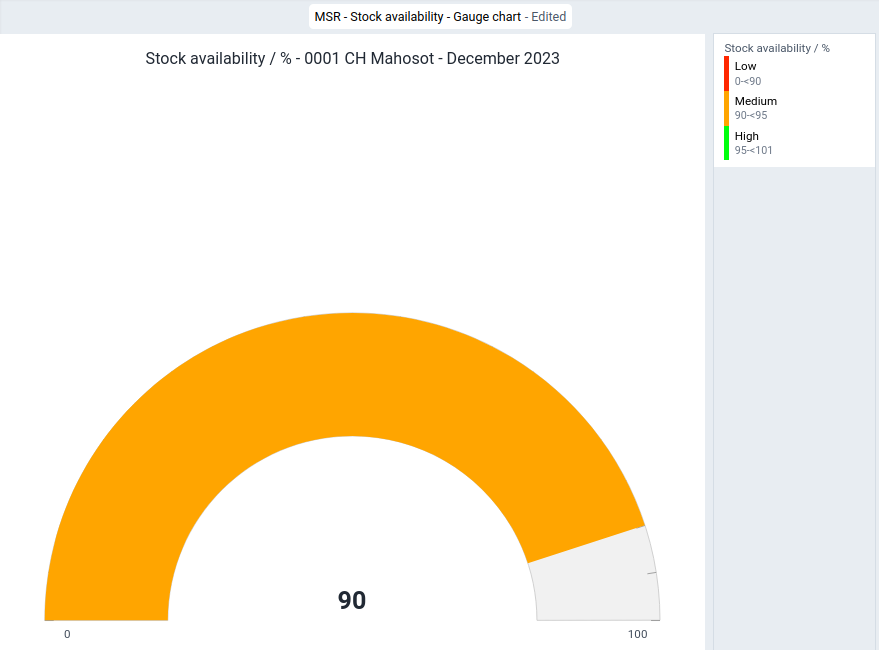 MSR - Stock availability - Gauge chart - Edited
Stock availability / % - 0001 CH Mahosot - December 2023
Stock availability / %
Low
0-<90
Medium
90-<95
High
95-<101
90
0
100